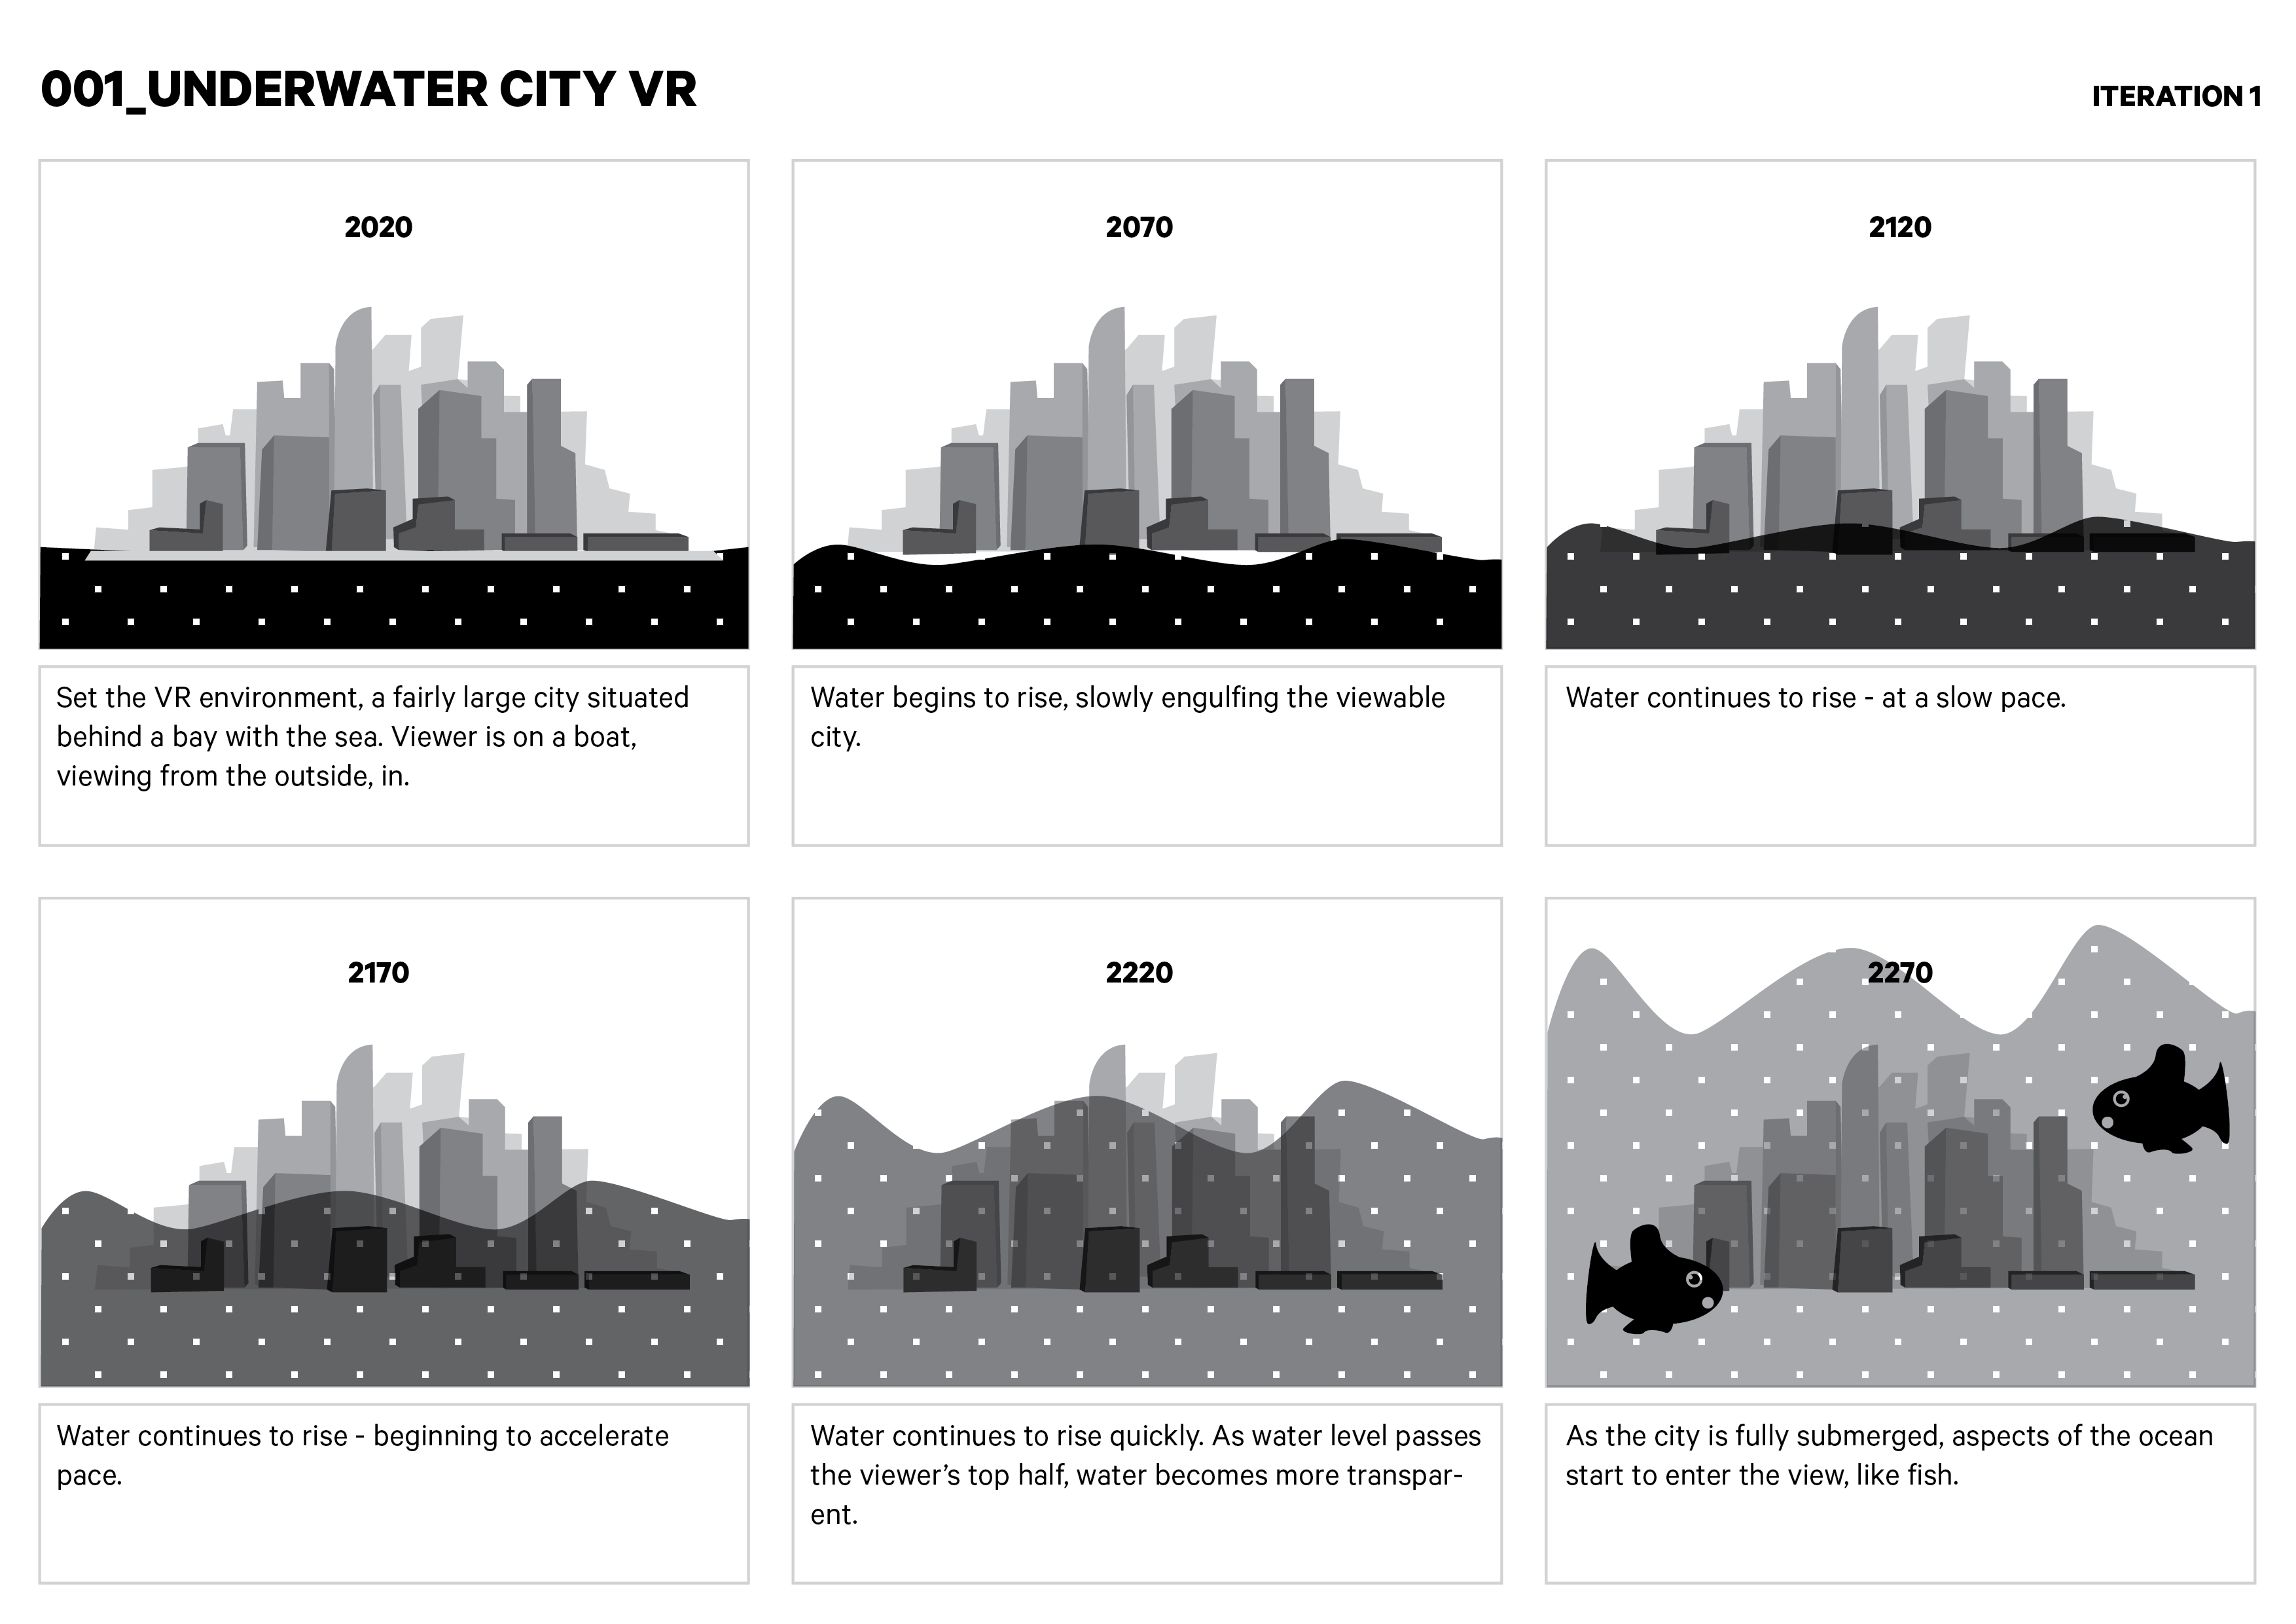 001_UNDERWATER CITY VR
ITERATION 1
2020
2070
2120
Set the VR environment, a fairly large city situated
behind a bay with the sea. Viewer is on a boat,
viewing from the outside, in.
Water begins to rise, slowly engulfing the viewable
city.
Water continues to rise - at a slow pace.
2170
2220
2270
Water continues to rise - beginning to accelerate
pace.
Water continues to rise quickly. As water level passes
the viewer’s top half, water becomes more transpar-
ent.
As the city is fully submerged, aspects of the ocean
start to enter the view, like fish.